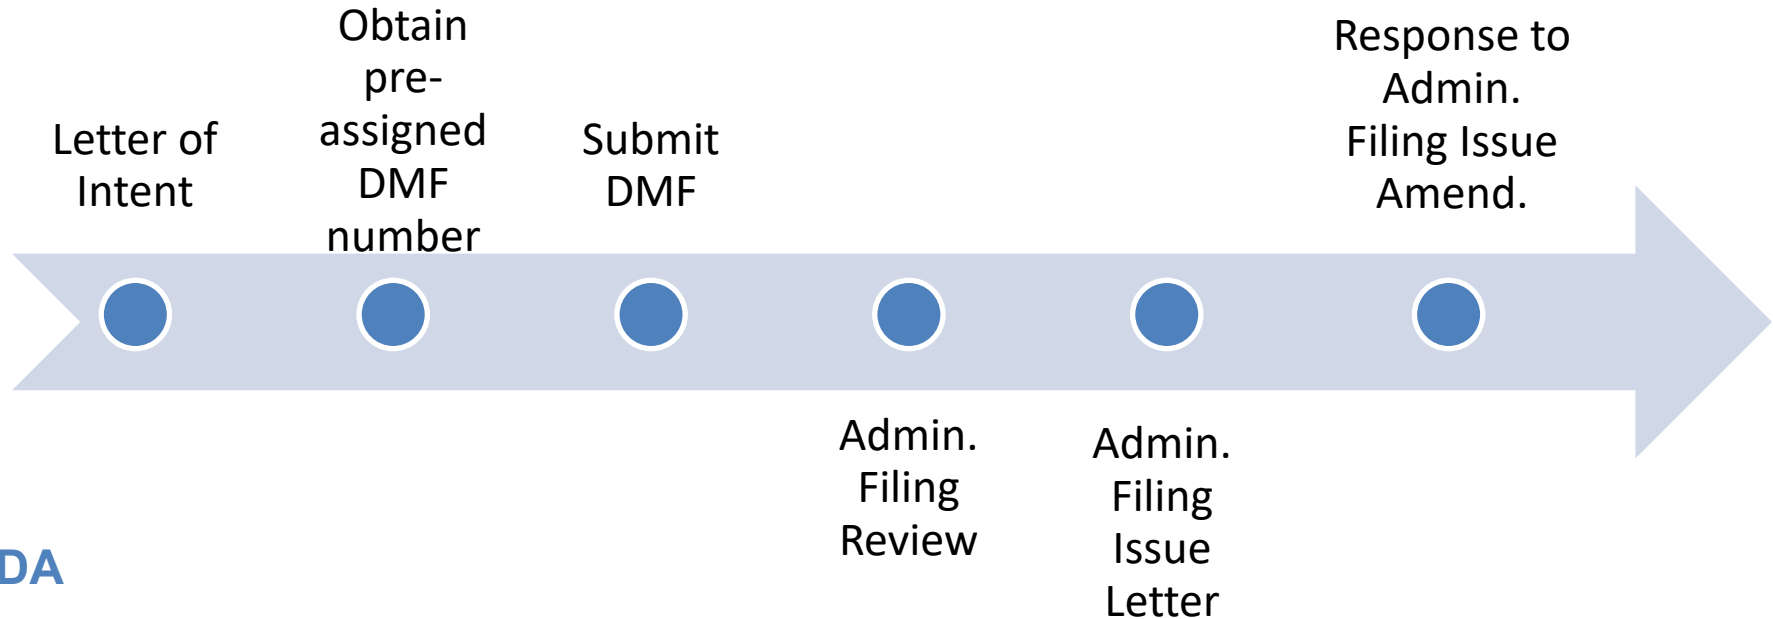 Letter of
Intent
Obtain
pre-
assigned
DMF
number
Submit
DMF
Admin.
Filing
Review
Admin.
Filing
Issue
Letter
Response to
Admin.
Filing Issue
Amend.
DA